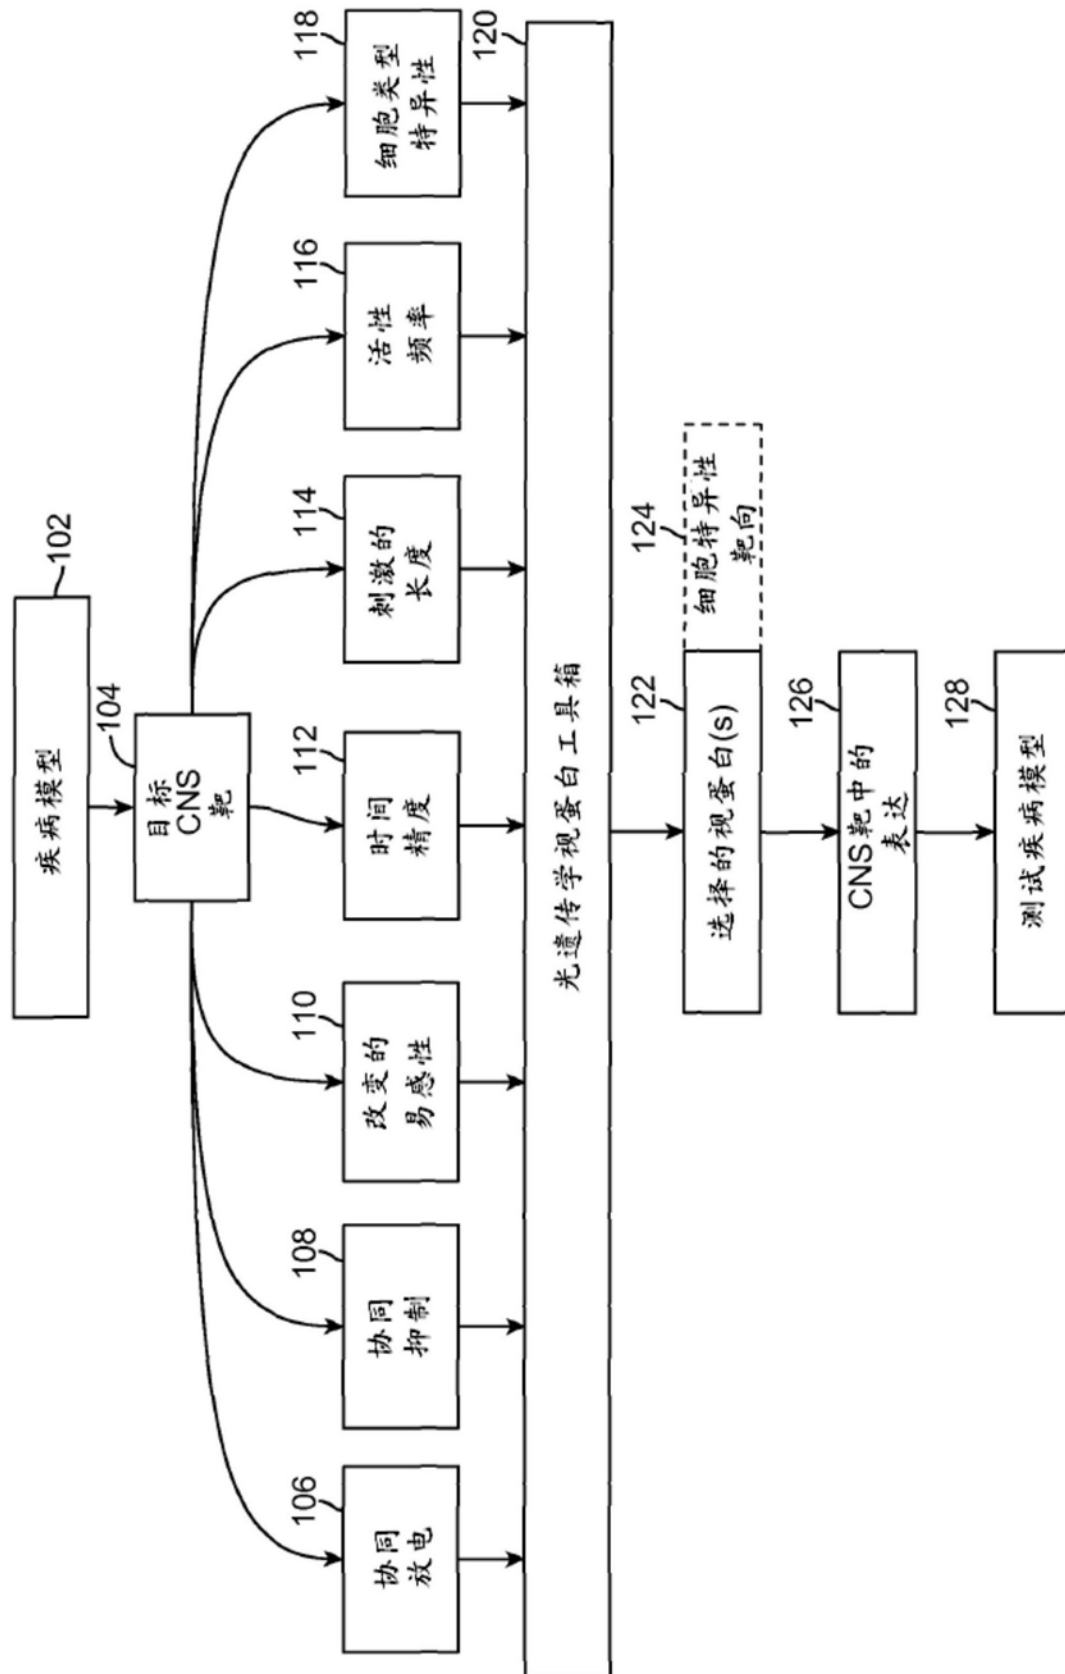 疾病模型
102
目标
CNS
靶
104
协同
放电
106
协同
抑制
108
改变的
易感性
110
时间
精度
112
刺激的
长度
114
活性
频率
116
细胞类型
特异性
118
光遗传学视蛋白工具箱
120
选择的视蛋白(s)
122
细胞特异性
靶向
124
CNS靶中的
表达
126
测试疾病模型
128